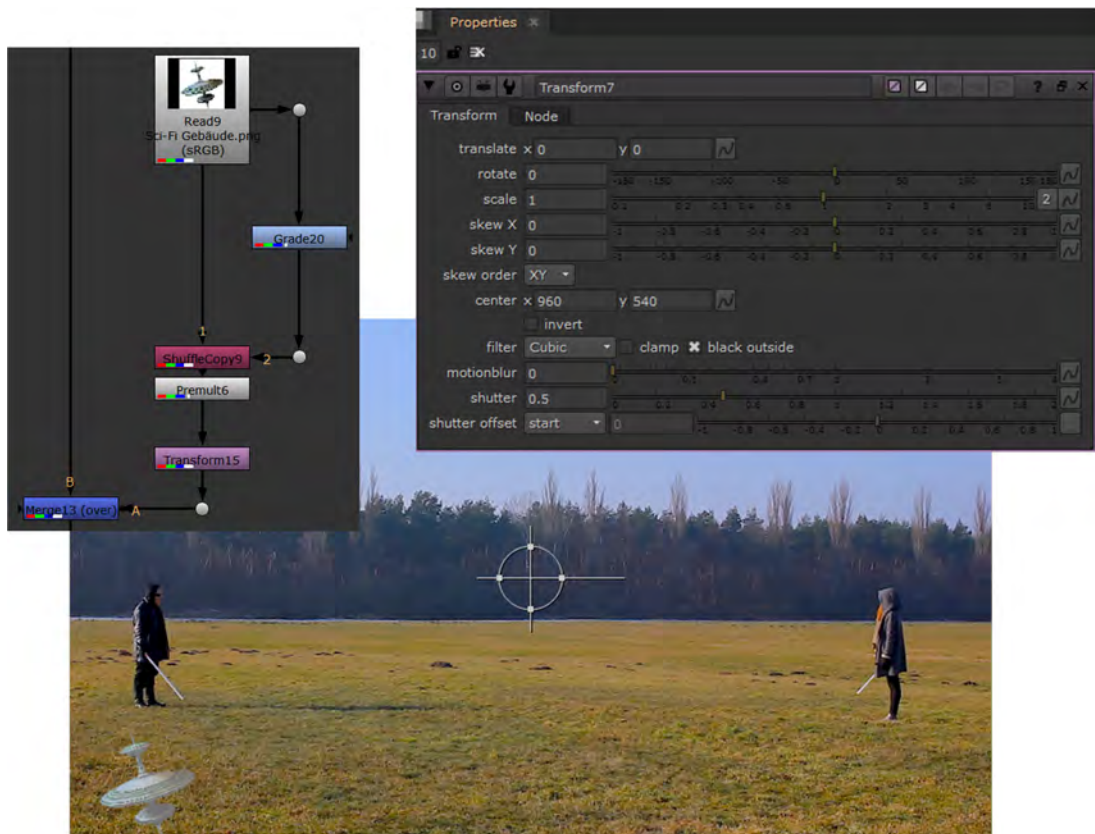 Read9
Sci-Fi Gebäude.png
(sRGB)
Grade20
1
ShuffleCopy9
2
Premult6
Transform15
B
Merge13 (over)
A
Properties
10
Transform7
?
Transform Node
translate x 0 y 0
rotate 0
scale 1 2
skew X 0
skew Y 0
skew order XY
center x 960 y 540
invert
filter Cubic clamp black outside
motionblur 0
shutter 0.5
shutter offset start 0